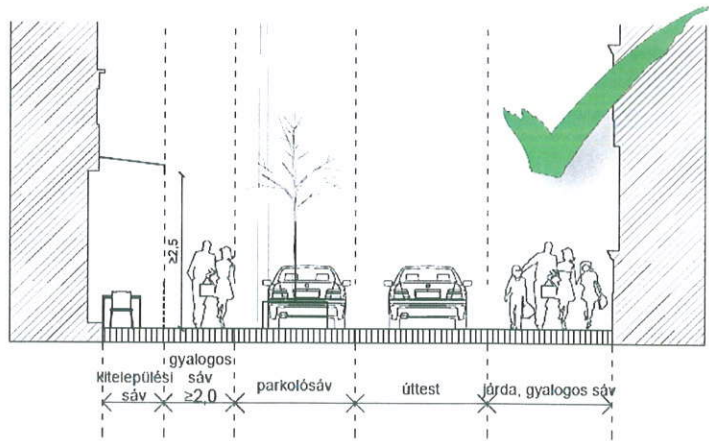 ≥2,5
kitelepülési sáv
gyalogos sáv ≥2,0
parkolósáv
úttest
járda, gyalogos sáv